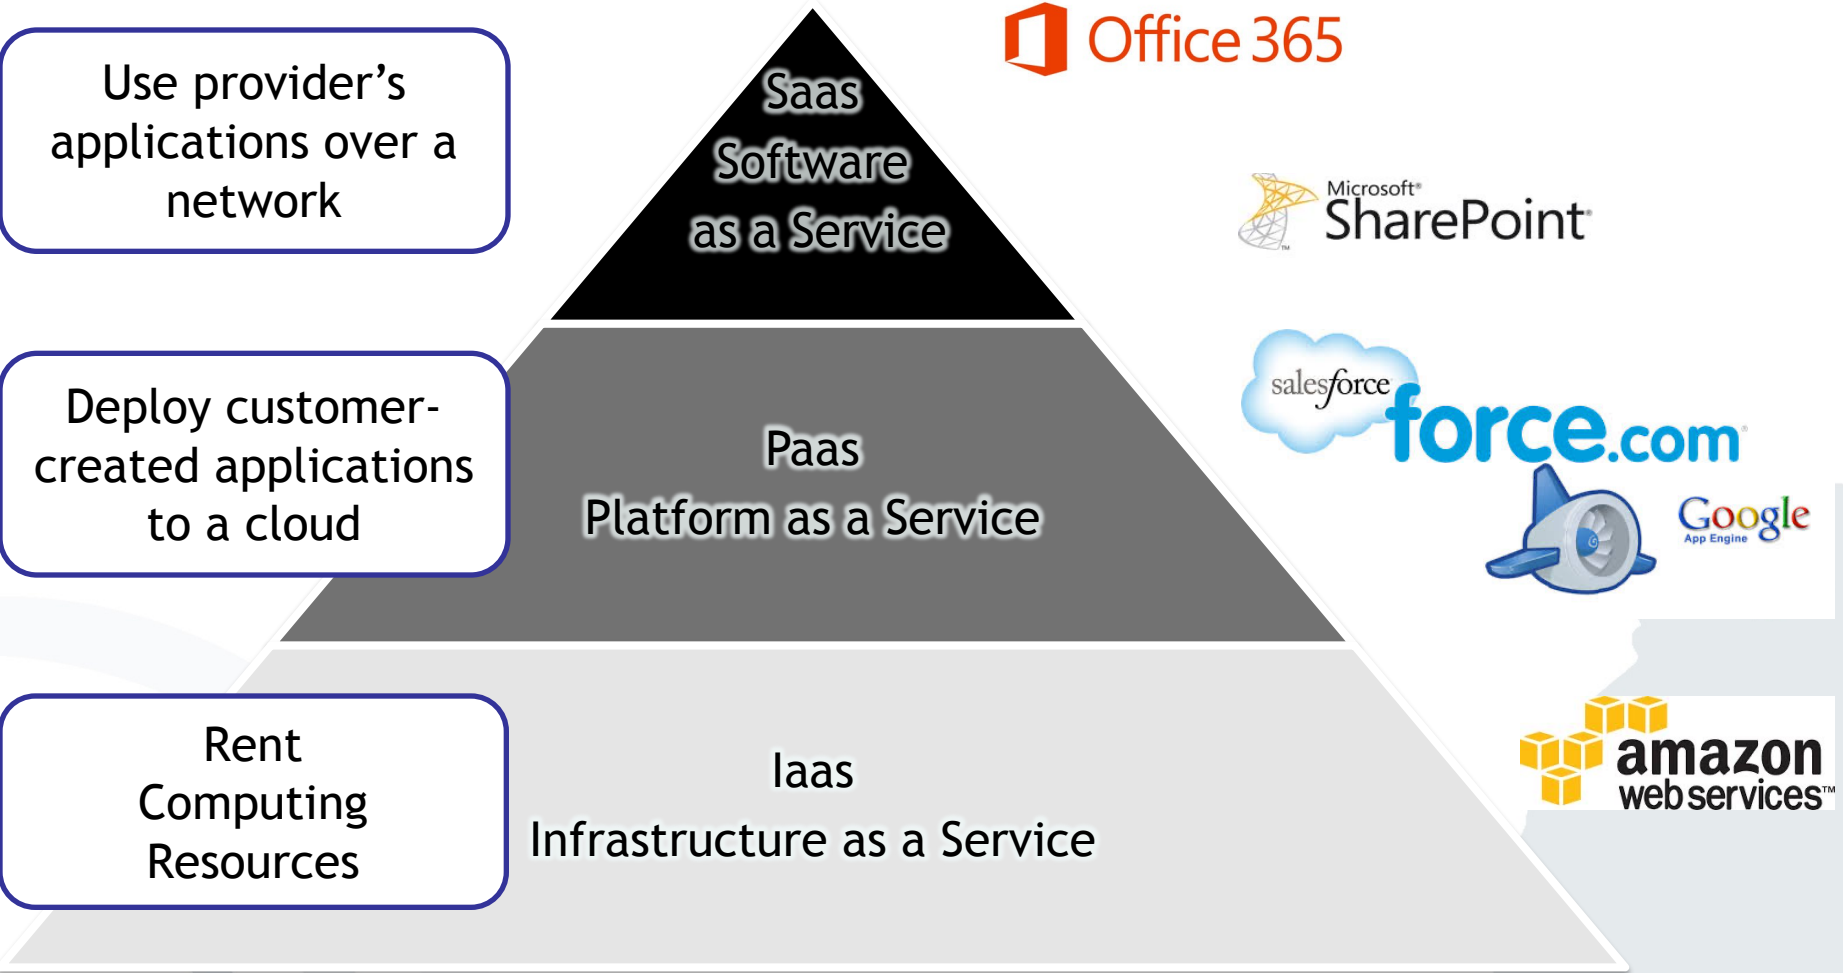 Use provider’s
applications over a
network
Saas
Software
as a Service
Office 365
Microsoft®
SharePoint®
™
Deploy customer-
created applications
to a cloud
Paas
Platform as a Service
salesforce
force.com
Google
App Engine
Rent
Computing
Resources
Iaas
Infrastructure as a Service
amazon
web services™